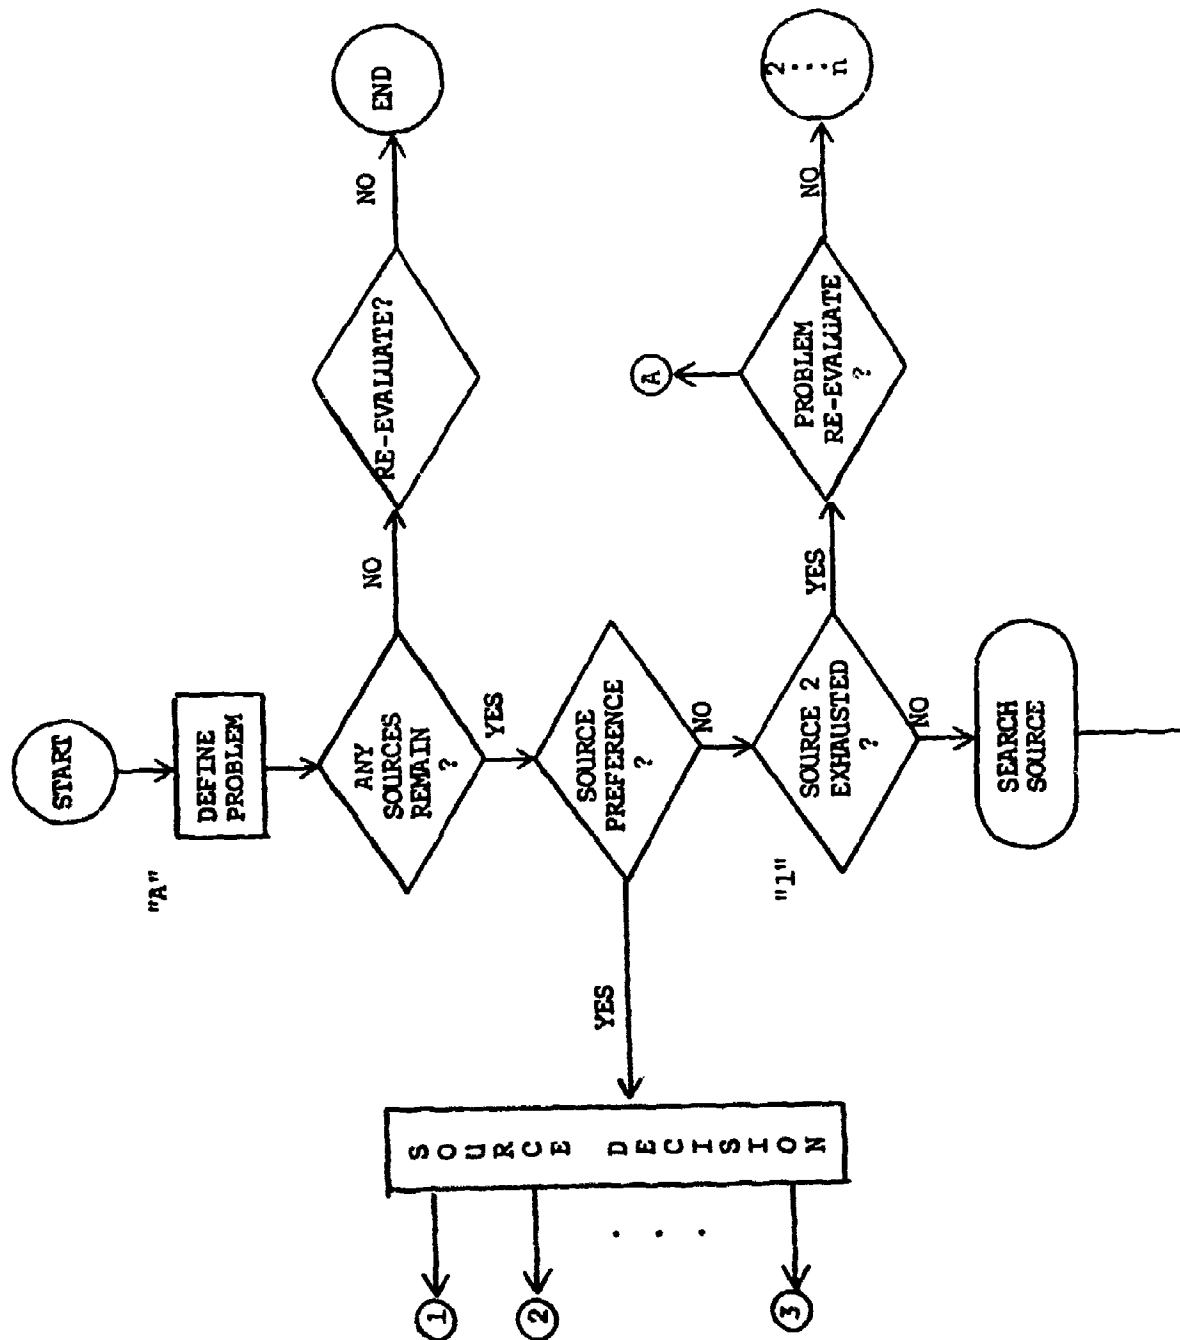 START
"A"
DEFINE
PROBLEM
ANY
SOURCES
REMAIN
?
NO
RE-EVALUATE?
NO
END
YES
SOURCE
PREFERENCE
?
YES
SOURCE DECISION
1
2
. . .
3
NO
"1"
SOURCE 2
EXHAUSTED
?
YES
PROBLEM
RE-EVALUATE
?
A
NO
2
...
n
NO
SEARCH
SOURCE